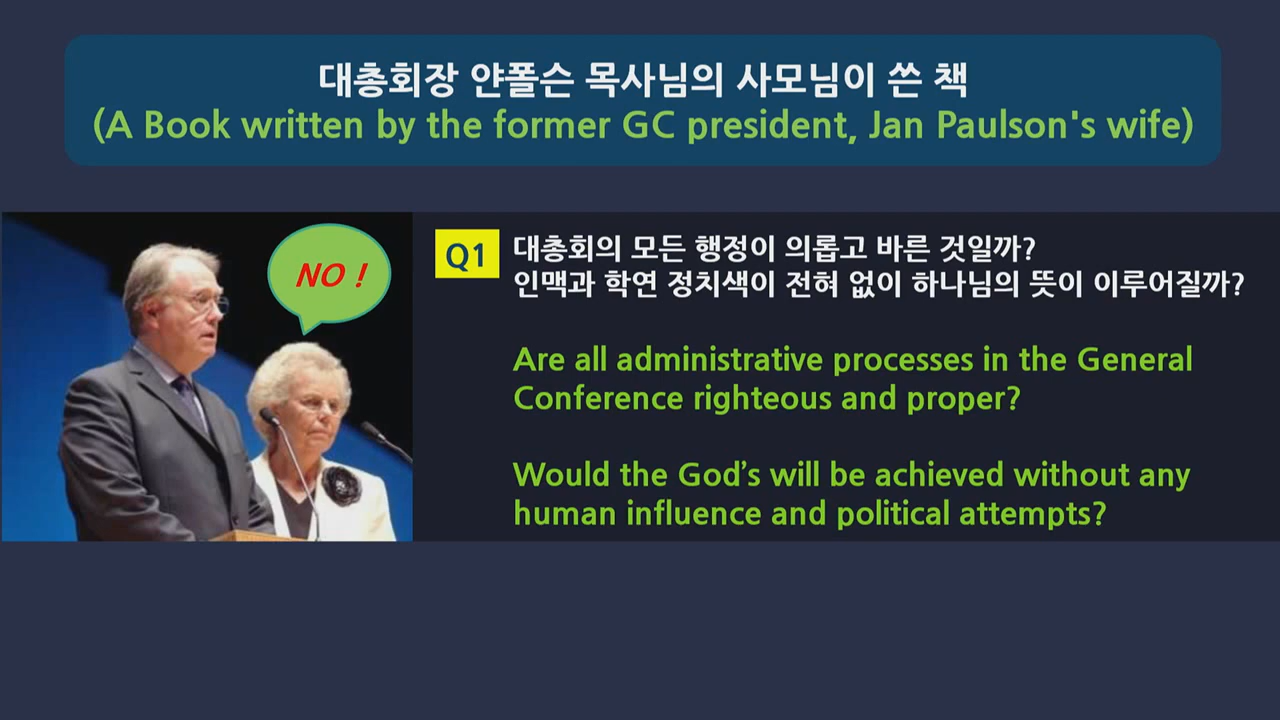 대총회장 얀폴슨 목사님의 사모님이 쓴 책
(A Book written by the former GC president, Jan Paulson's wife)
NO !
Q1
대총회의 모든 행정이 의롭고 바른 것일까?
인맥과 학연 정치색이 전혀 없이 하나님의 뜻이 이루어질까?
Are all administrative processes in the General
Conference righteous and proper?
Would the God’s will be achieved without any
human influence and political attempts?